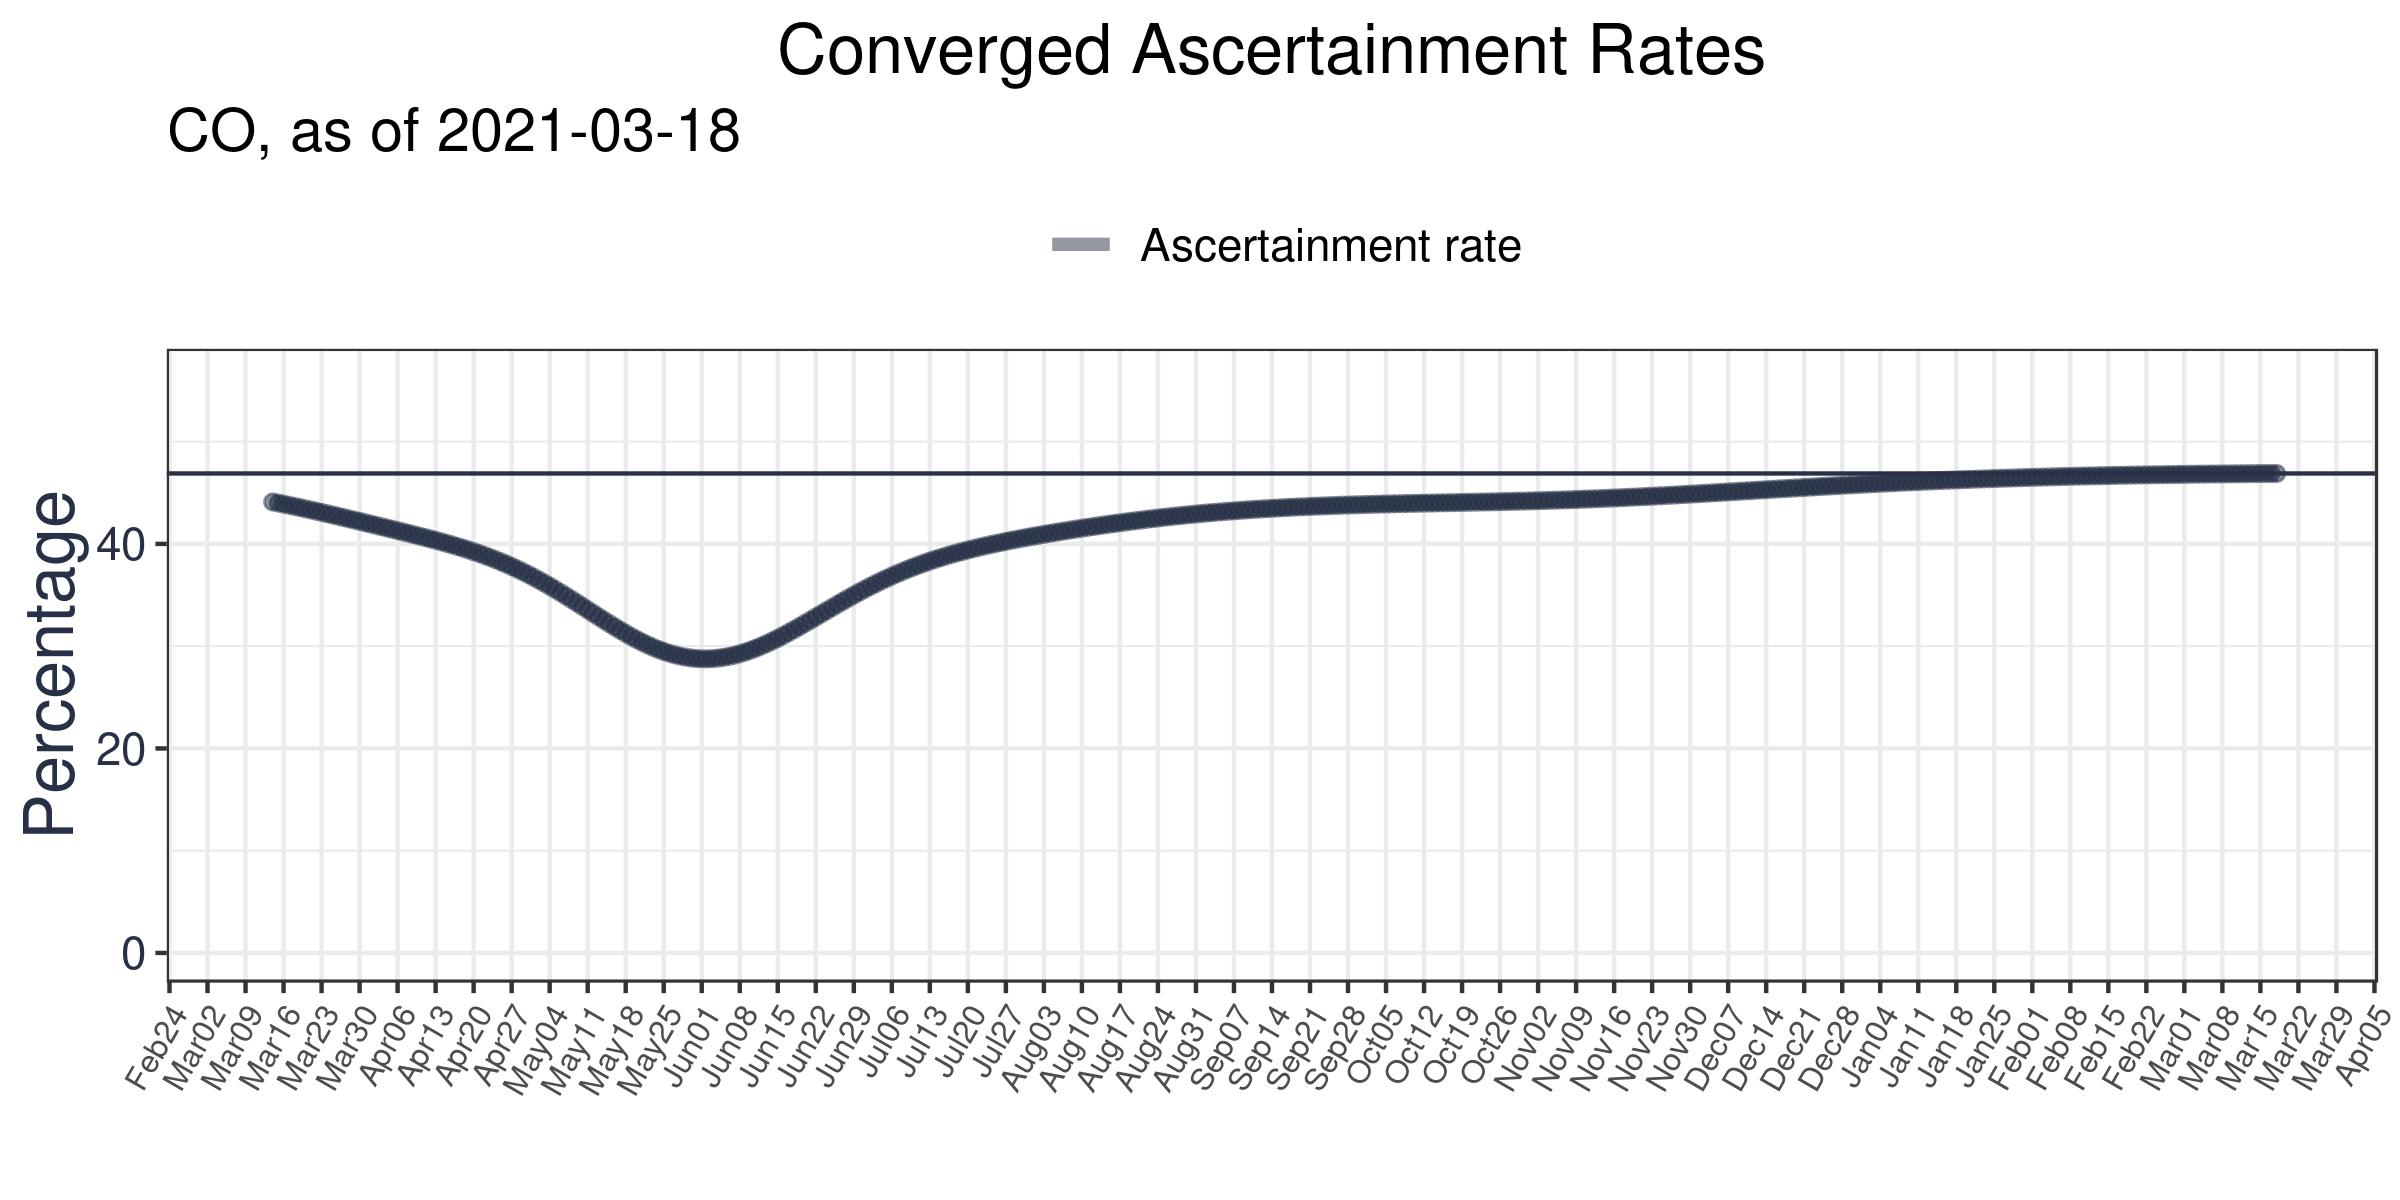 Converged Ascertainment Rates
CO, as of 2021-03-18
Ascertainment rate
Percentage
40
20
0
Feb24
Mar02
Mar09
Mar16
Mar23
Mar30
Apr06
Apr13
Apr20
Apr27
May04
May11
May18
May25
Jun01
Jun08
Jun15
Jun22
Jun29
Jul06
Jul13
Jul20
Jul27
Aug03
Aug10
Aug17
Aug24
Aug31
Sep07
Sep14
Sep21
Sep28
Oct05
Oct12
Oct19
Oct26
Nov02
Nov09
Nov16
Nov23
Nov30
Dec07
Dec14
Dec21
Dec28
Jan04
Jan11
Jan18
Jan25
Feb01
Feb08
Feb15
Feb22
Mar01
Mar08
Mar15
Mar22
Mar29
Apr05